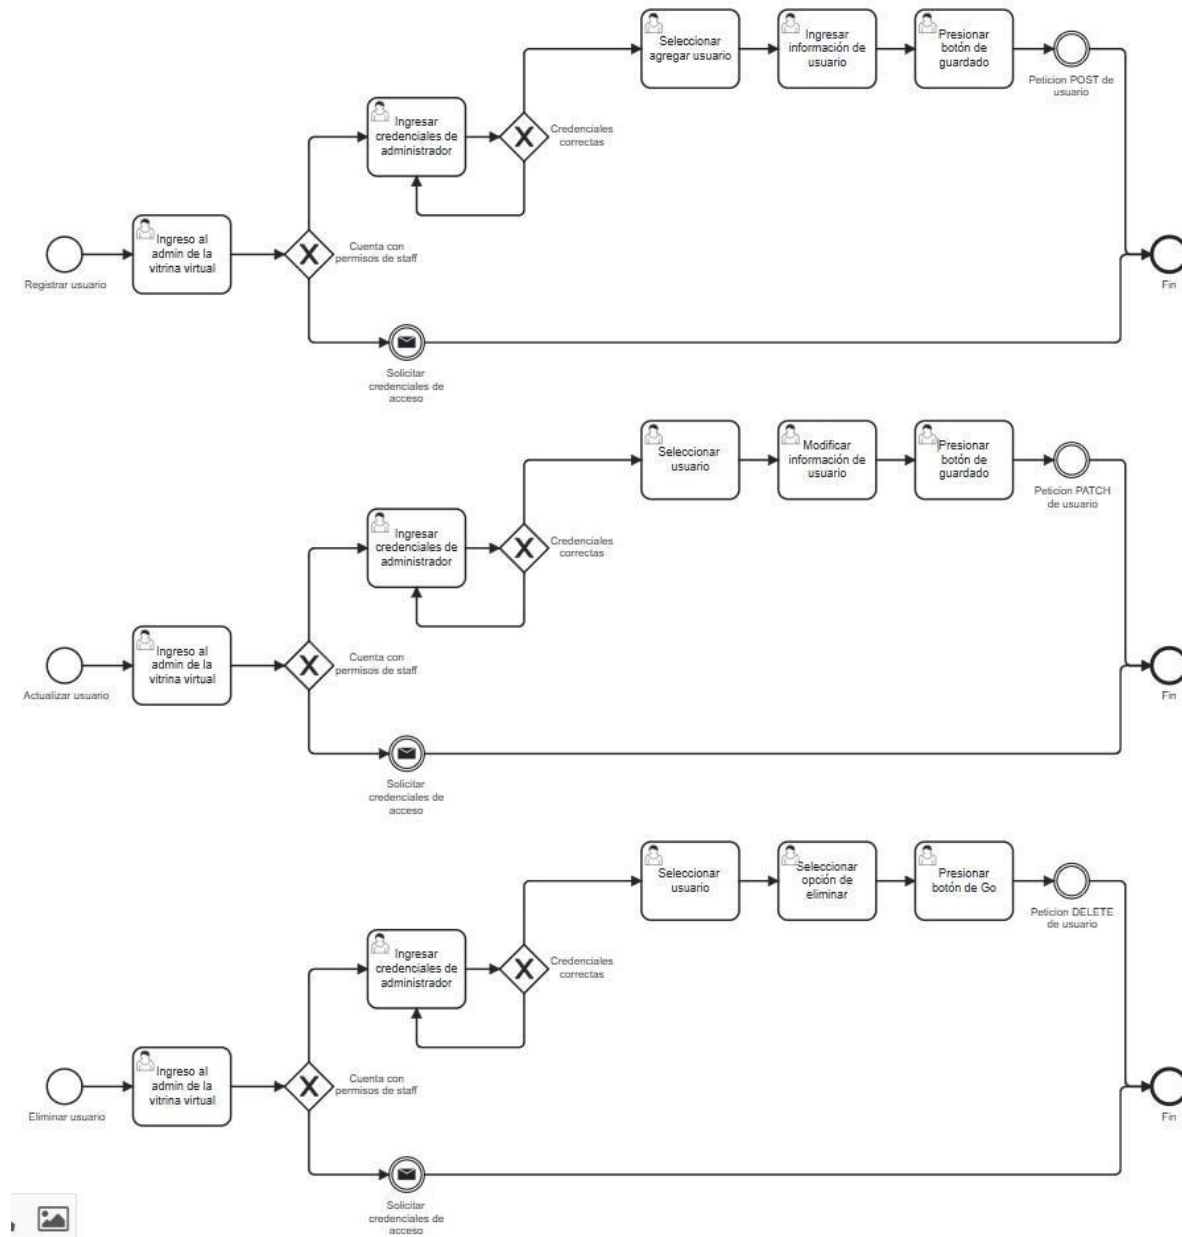 Seleccionar
agregar usuario
Ingresar
información de
usuario
Presionar
botón de
guardado
Peticion POST de
usuario
Ingresar
credenciales de
administrador
Credenciales
correctas
Ingreso al
admin de la
vitrina virtual
Cuenta con
permisos de staff
Registrar usuario
Fin
Solicitar
credenciales de
acceso
Seleccionar
usuario
Modificar
información de
usuario
Presionar
botón de
guardado
Peticion PATCH
de usuario
Ingresar
credenciales de
administrador
Credenciales
correctas
Ingreso al
admin de la
vitrina virtual
Cuenta con
permisos de staff
Actualizar usuario
Fin
Solicitar
credenciales de
acceso
Seleccionar
usuario
Seleccionar
opción de
eliminar
Presionar
botón de Go
Peticion DELETE
de usuario
Ingresar
credenciales de
administrador
Credenciales
correctas
Ingreso al
admin de la
vitrina virtual
Cuenta con
permisos de staff
Eliminar usuario
Fin
Solicitar
credenciales de
acceso